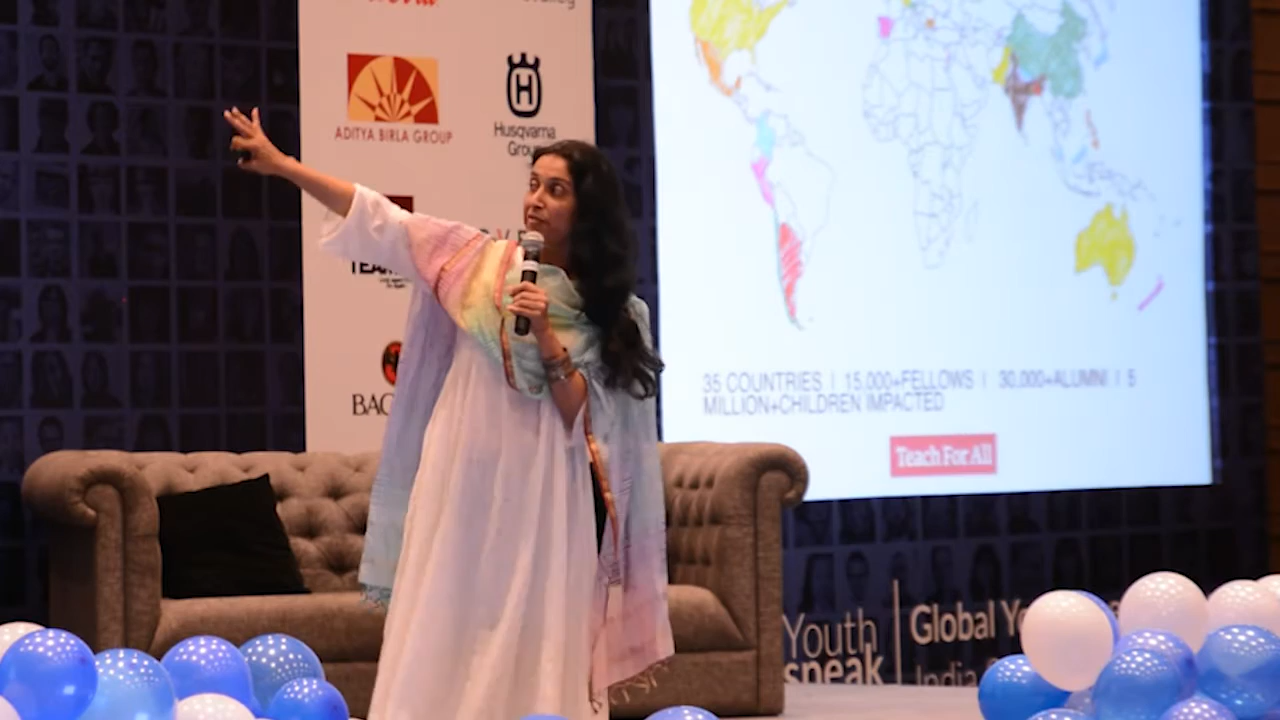 ADITYA BIRLA GROUP
H
Husqvarna
Group
35 COUNTRIES | 15,000+FELLOWS | 30,000+ALUMNI | 5
MILLION+CHILDREN IMPACTED
Teach For All
Youth
speak
Global
India